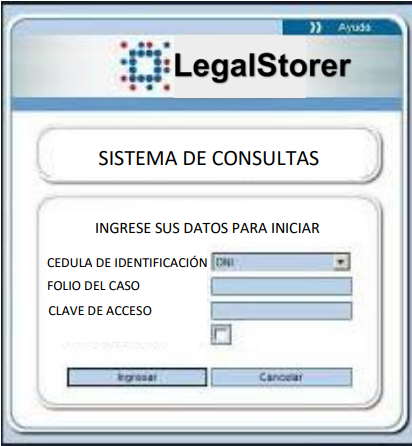 Ayuda
LegalStorer
SISTEMA DE CONSULTAS
INGRESE SUS DATOS PARA INICIAR
CEDULA DE IDENTIFICACIÓN DNI
FOLIO DEL CASO
CLAVE DE ACCESO
Ingresar Cancelar